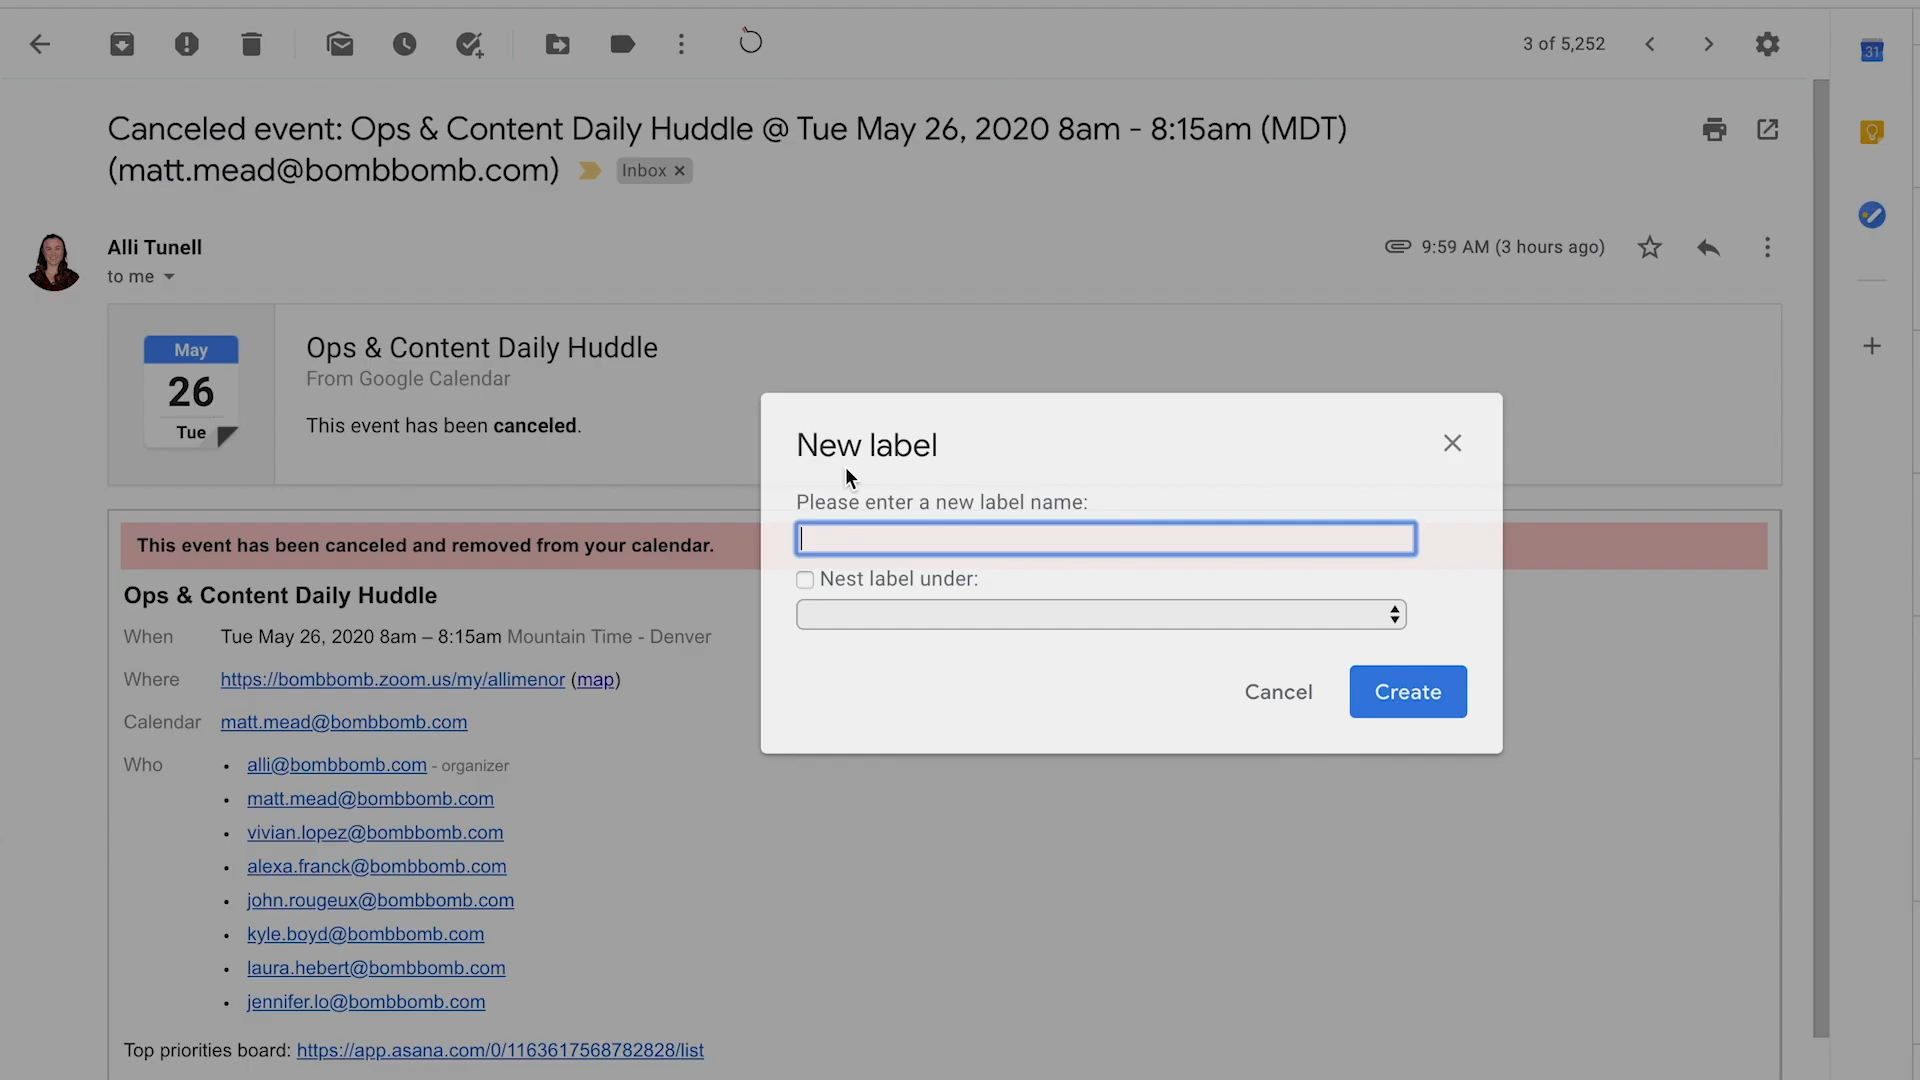 3 of 5,252
31
Canceled event: Ops & Content Daily Huddle @ Tue May 26, 2020 8am - 8:15am (MDT)
(matt.mead@bombbomb.com) Inbox ×
Alli Tunell
9:59 AM (3 hours ago)
to me
May
26
Tue
Ops & Content Daily Huddle
From Google Calendar
This event has been canceled.
New label
Please enter a new label name:
Nest label under:
Cancel
Create
This event has been canceled and removed from your calendar.
Ops & Content Daily Huddle
When Tue May 26, 2020 8am – 8:15am Mountain Time - Denver
Where https://bombbomb.zoom.us/my/allimenor (map)
Calendar matt.mead@bombbomb.com
Who • alli@bombbomb.com - organizer
• matt.mead@bombbomb.com
• vivian.lopez@bombbomb.com
• alexa.franck@bombbomb.com
• john.rougeux@bombbomb.com
• kyle.boyd@bombbomb.com
• laura.hebert@bombbomb.com
• jennifer.lo@bombbomb.com
Top priorities board: https://app.asana.com/0/1163617568782828/list